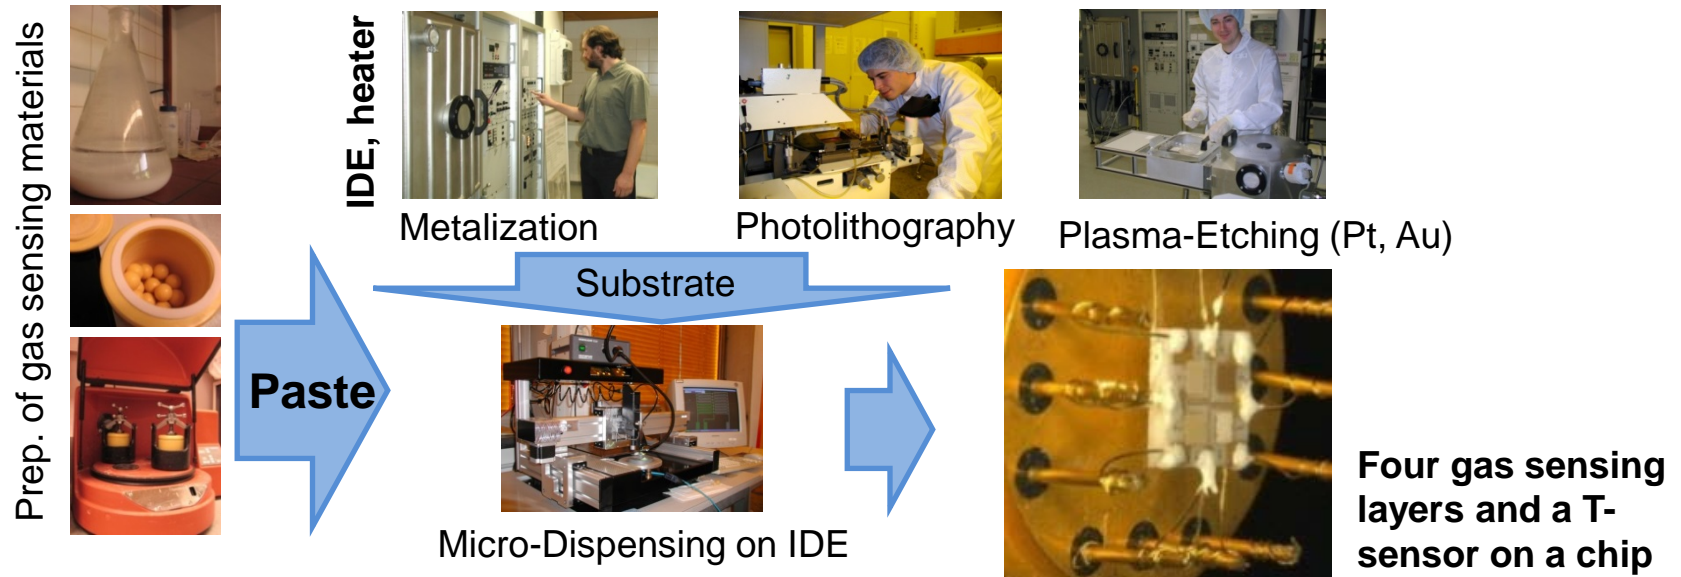 Prep. of gas sensing materials
IDE, heater
Metalization
Photolithography
Plasma-Etching (Pt, Au)
Substrate
Paste
Micro-Dispensing on IDE
Four gas sensing
layers and a T-
sensor on a chip